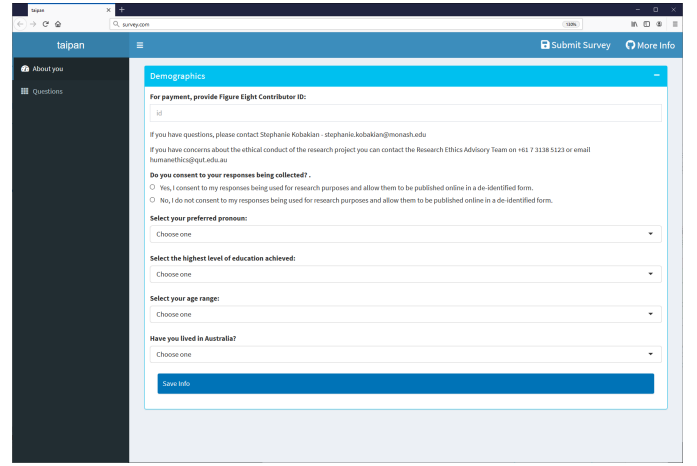 taipan
survey.com
130%
taipan
Submit Survey
More Info
About you
Questions
Demographics
For payment, provide Figure Eight Contributor ID:
id
If you have questions, please contact Stephanie Kobakian - stephanie.kobakian@monash.edu
If you have concerns about the ethical conduct of the research project you can contact the Research Ethics Advisory Team on +61 7 3138 5123 or email
humanethics@qut.edu.au
Do you consent to your responses being collected? .
Yes, I consent to my responses being used for research purposes and allow them to be published online in a de-identified form.
No, I do not consent to my responses being used for research purposes and allow them to be published online in a de-identified form.
Select your preferred pronoun:
Choose one
Select the highest level of education achieved:
Choose one
Select your age range:
Choose one
Have you lived in Australia?
Choose one
Save Info